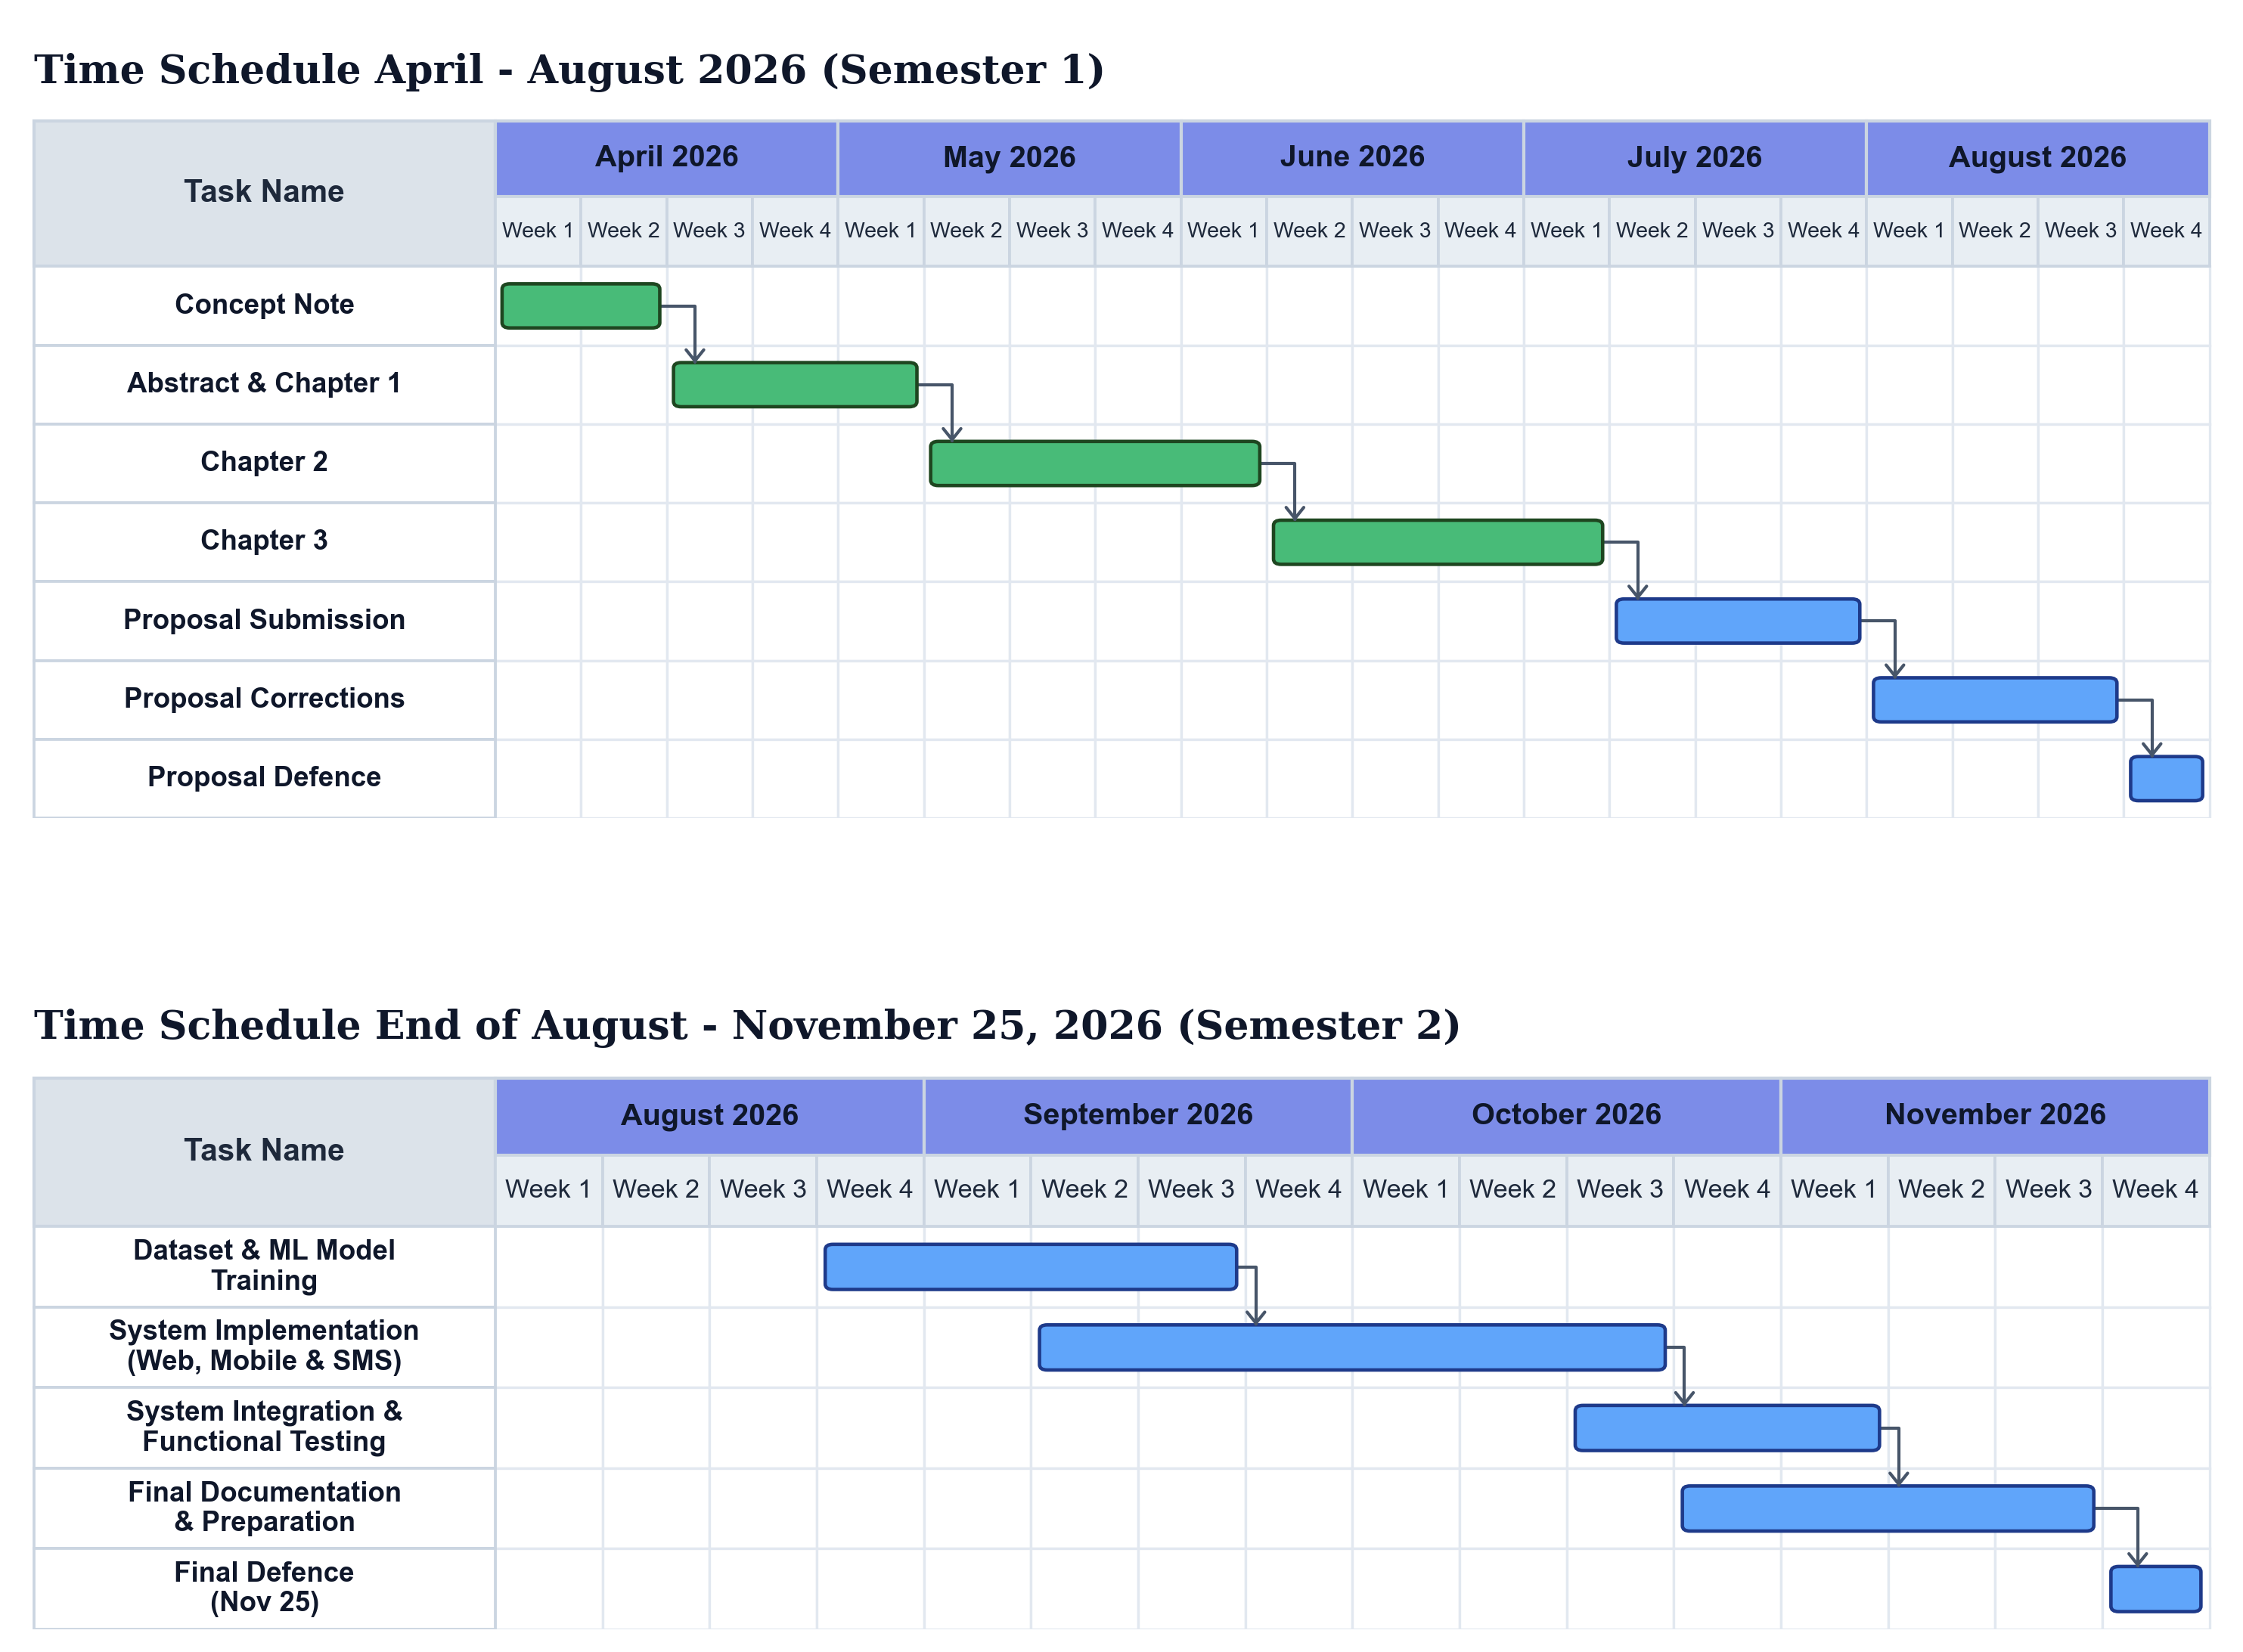 Time Schedule April - August 2026 (Semester 1)
Task Name
April 2026
May 2026
June 2026
July 2026
August 2026
Week 1
Week 2
Week 3
Week 4
Week 1
Week 2
Week 3
Week 4
Week 1
Week 2
Week 3
Week 4
Week 1
Week 2
Week 3
Week 4
Week 1
Week 2
Week 3
Week 4
Concept Note
Abstract & Chapter 1
Chapter 2
Chapter 3
Proposal Submission
Proposal Corrections
Proposal Defence
Time Schedule End of August - November 25, 2026 (Semester 2)
Task Name
August 2026
September 2026
October 2026
November 2026
Week 1
Week 2
Week 3
Week 4
Week 1
Week 2
Week 3
Week 4
Week 1
Week 2
Week 3
Week 4
Week 1
Week 2
Week 3
Week 4
Dataset & ML Model
Training
System Implementation
(Web, Mobile & SMS)
System Integration &
Functional Testing
Final Documentation
& Preparation
Final Defence
(Nov 25)